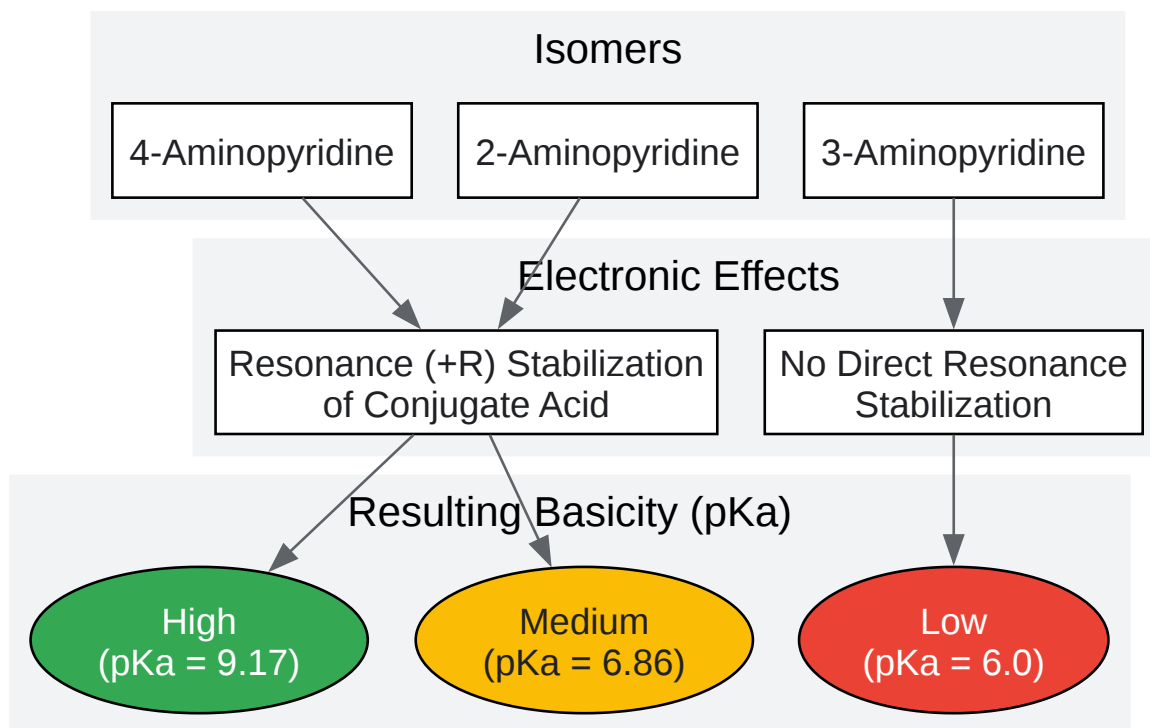 Isomers
4-Aminopyridine
2-Aminopyridine
3-Aminopyridine
Electronic Effects
Resonance (+R) Stabilization
of Conjugate Acid
No Direct Resonance
Stabilization
Resulting Basicity (pKa)
High
(pKa = 9.17)
Medium
(pKa = 6.86)
Low
(pKa = 6.0)